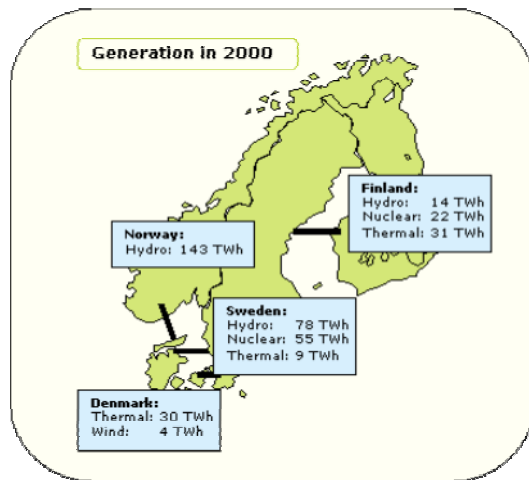 Generation in 2000
Finland:
Hydro: 14 TWh
Nuclear: 22 TWh
Thermal: 31 TWh
Norway:
Hydro: 143 TWh
Sweden:
Hydro: 78 TWh
Nuclear: 55 TWh
Thermal: 9 TWh
Denmark:
Thermal: 30 TWh
Wind: 4 TWh